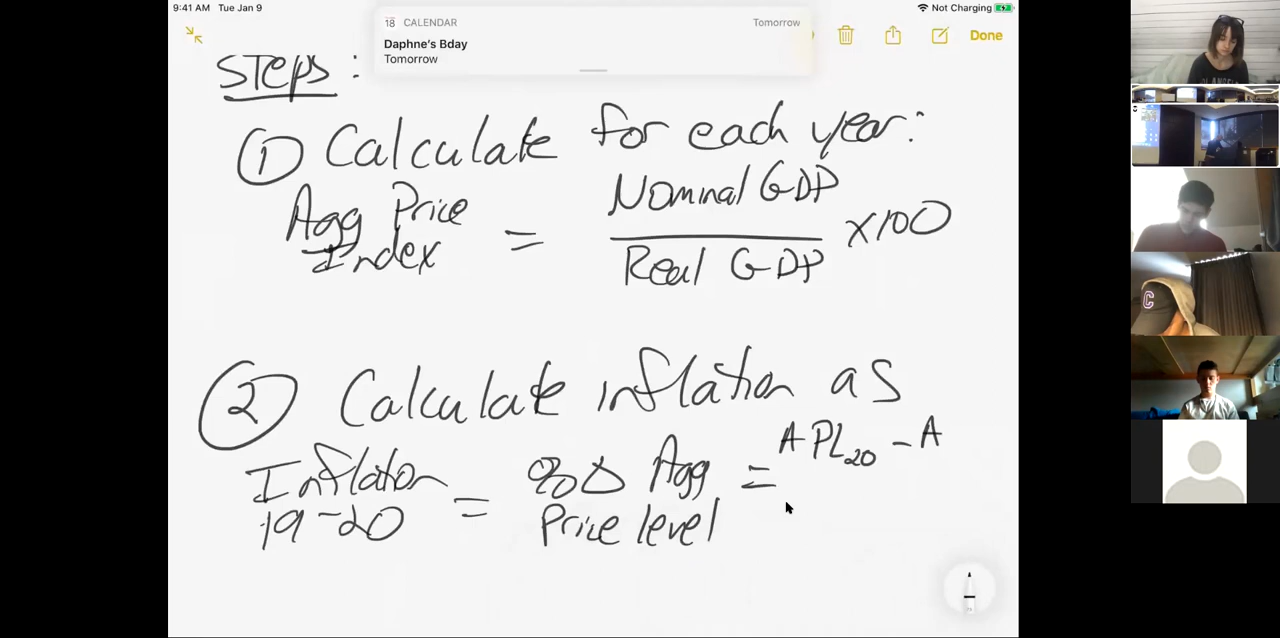 9:41 AM Tue Jan 9
Not Charging
18 CALENDAR
Tomorrow
Daphne's Bday
Tomorrow
Done
Steps:
① Calculate for each year:
Agg Price Index = Nominal GDP / Real GDP x100
② Calculate inflation as
Inflation 19-20 = %Δ Agg Price level = APL20 - A
C